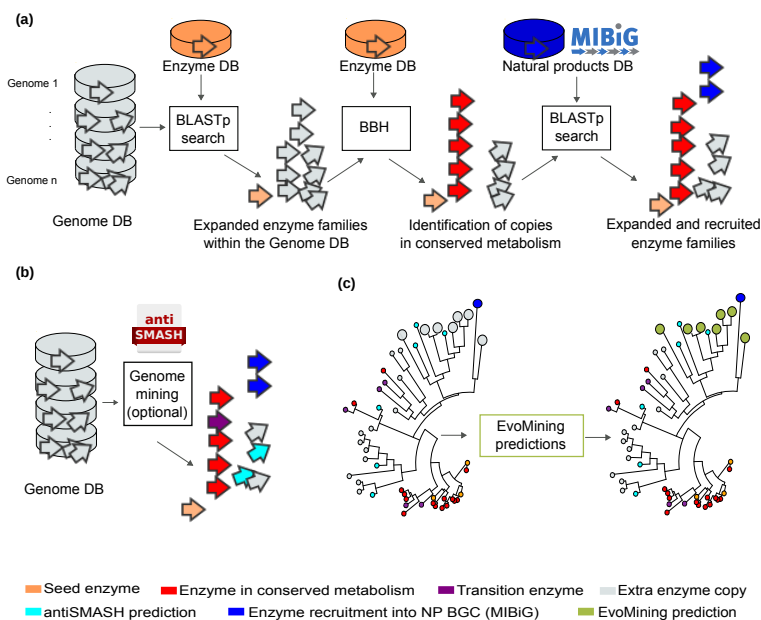 (a)
Enzyme DB
Enzyme DB
MIBiG
Natural products DB
Genome 1
.
.
.
Genome n
Genome DB
BLASTp
search
BBH
BLASTp
search
Expanded enzyme families
within the Genome DB
Identification of copies
in conserved metabolism
Expanded and recruited
enzyme families
(b)
anti
SMASH
Genome
mining
(optional)
Genome DB
(c)
EvoMining
predictions
Seed enzyme
Enzyme in conserved metabolism
Transition enzyme
Extra enzyme copy
antiSMASH prediction
Enzyme recruitment into NP BGC (MIBiG)
EvoMining prediction